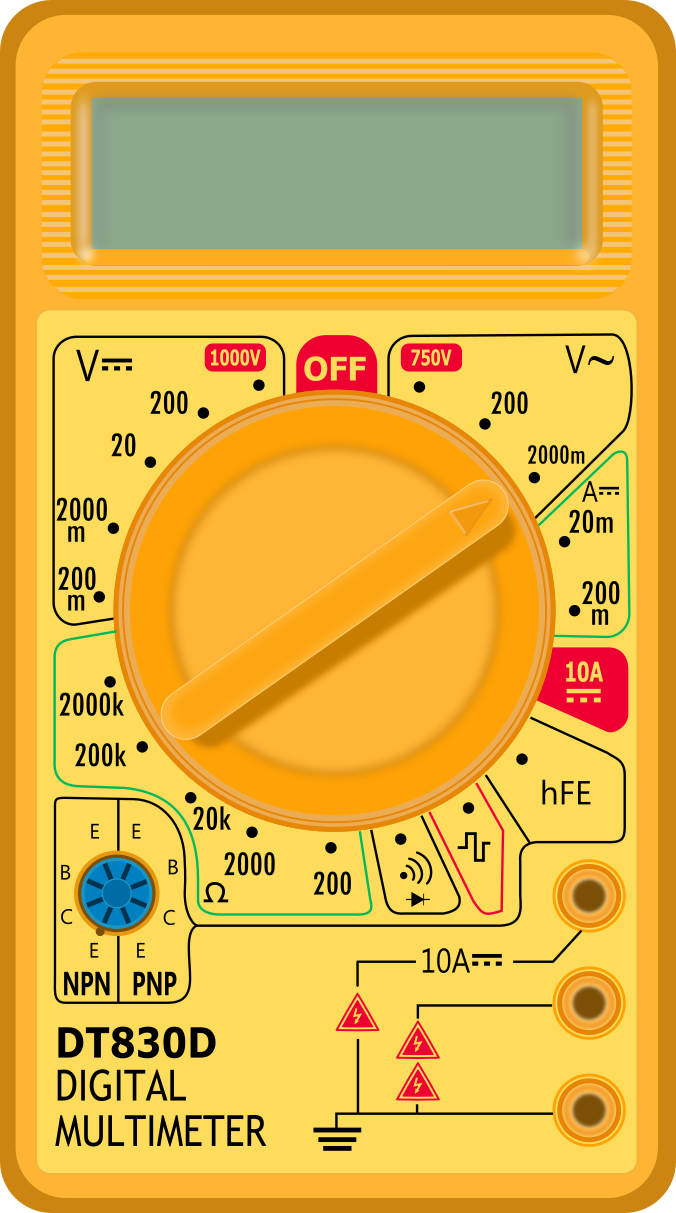 V⎓
1000V
OFF
750V
V~
200
200
20
2000m
A⎓
2000
m
20m
200
m
200
m
10A
⎓
2000k
200k
hFE
20k
2000
200
Ω
E E
B B
C C
E E
NPN PNP
10A⎓
DT830D
DIGITAL
MULTIMETER